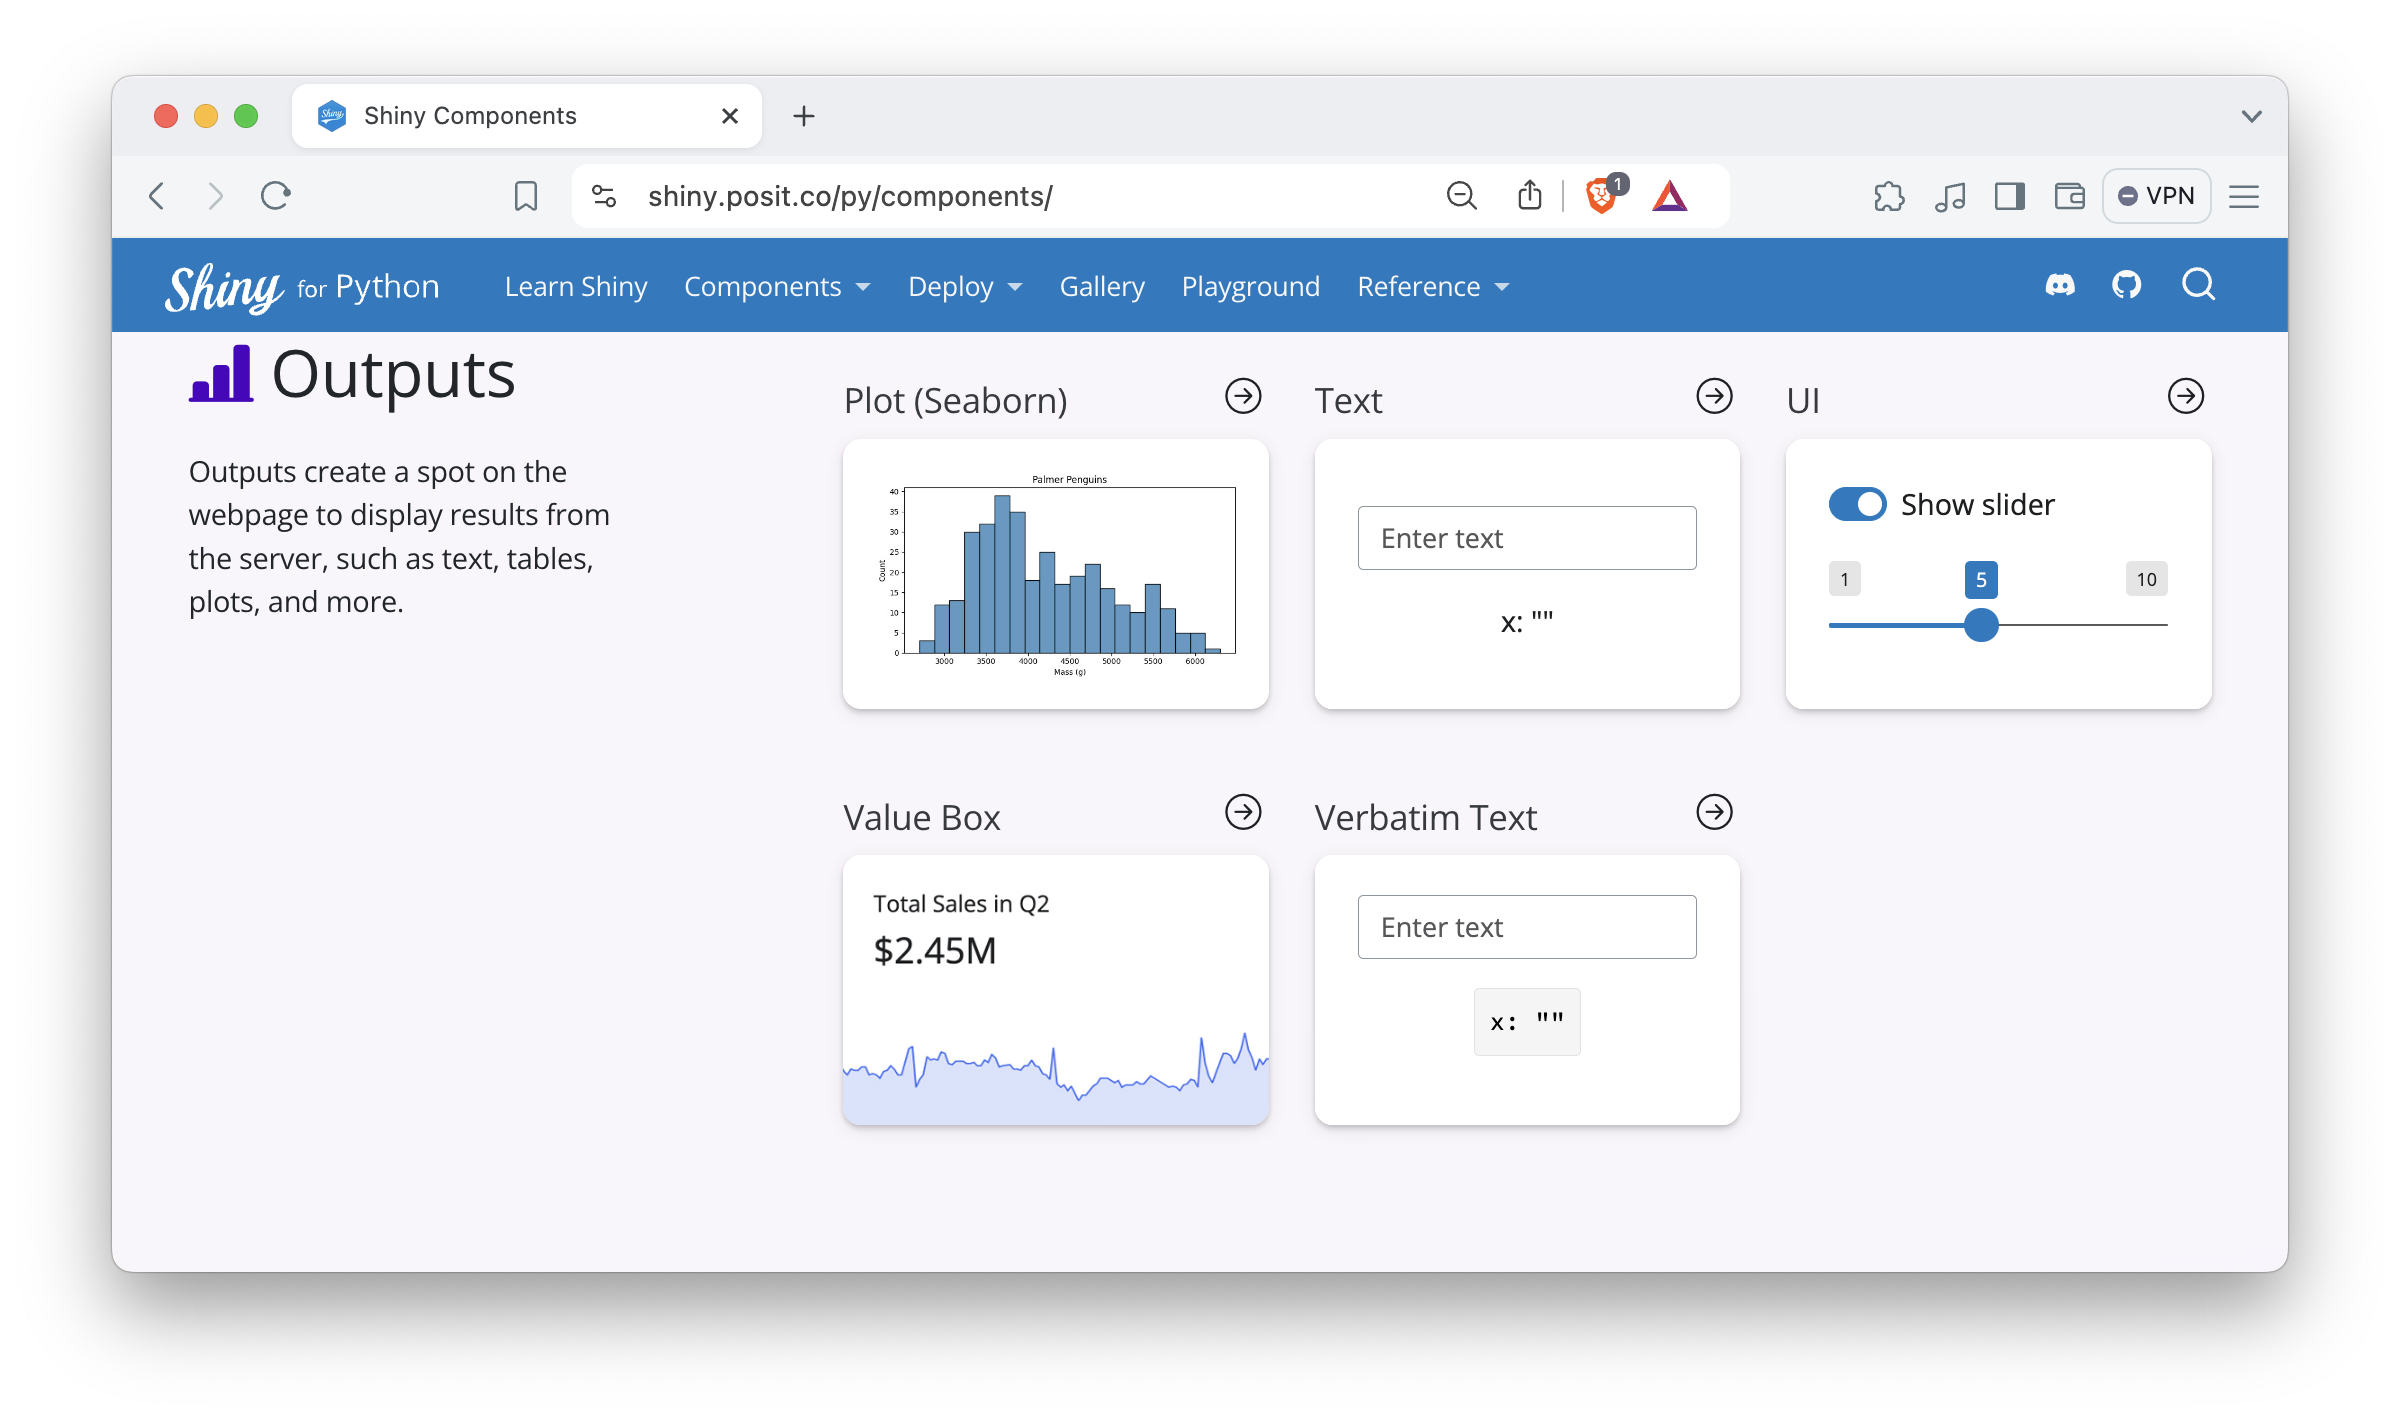 Shiny Components
shiny.posit.co/py/components/
1
VPN
Shiny for Python
Learn Shiny
Components
Deploy
Gallery
Playground
Reference
Outputs
Outputs create a spot on the
webpage to display results from
the server, such as text, tables,
plots, and more.
Plot (Seaborn)
Palmer Penguins
40
35
30
25
20
15
10
5
0
Count
3000 3500 4000 4500 5000 5500 6000
Mass (g)
Text
Enter text
x: ""
UI
Show slider
1 5 10
Value Box
Total Sales in Q2
$2.45M
Verbatim Text
Enter text
x: ""